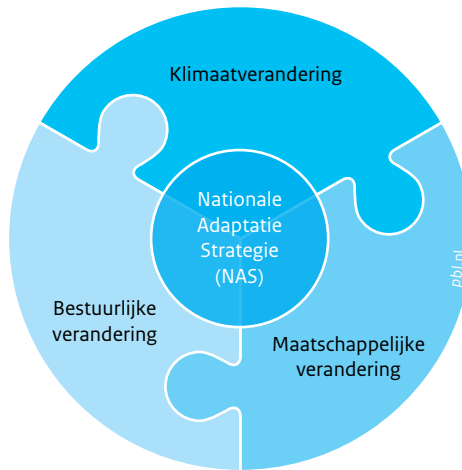 Klimaatverandering
Nationale
Adaptatie
Strategie
(NAS)
pbl.nl
Bestuurlijke
verandering
Maatschappelijke
verandering